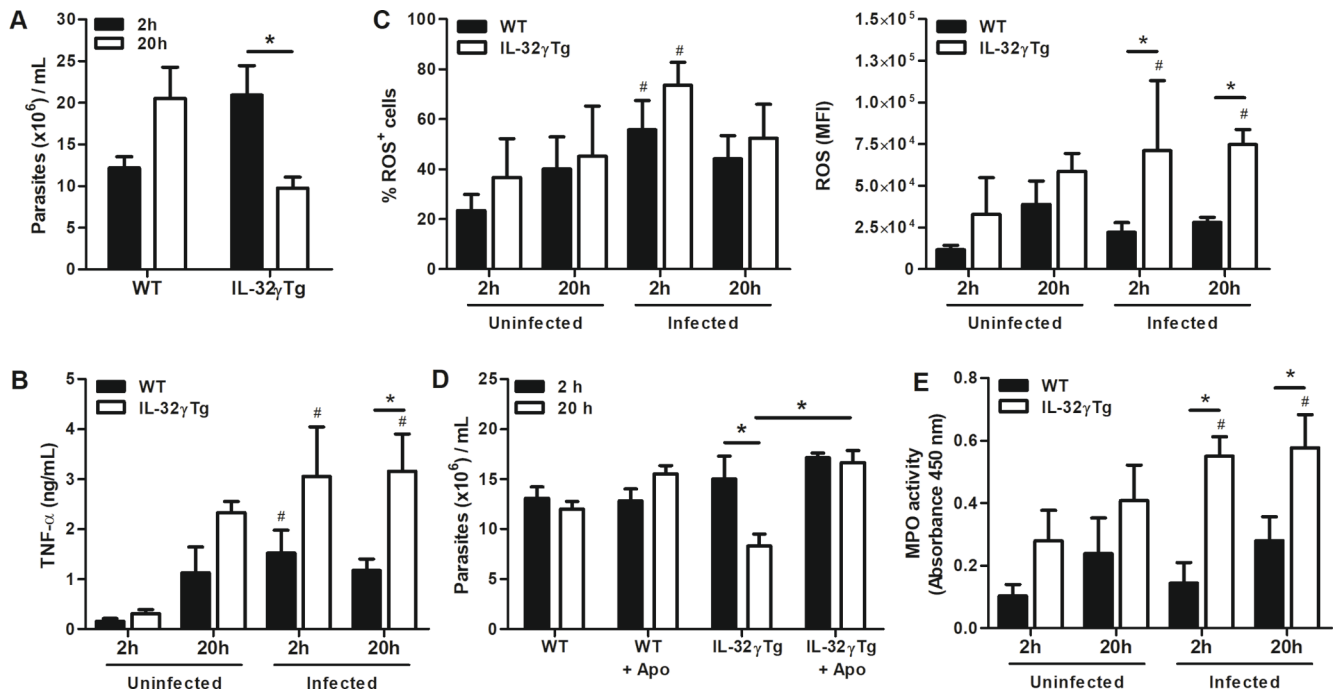 A
Parasites (x10⁶) / mL
2h
20h
30
25
20
15
10
5
0
*
WT
IL-32γTg
C
% ROS⁺ cells
WT
IL-32γTg
100
80
60
40
20
0
#
#
2h
20h
2h
20h
Uninfected
Infected
ROS (MFI)
WT
IL-32γTg
1.5×10⁵
1.3×10⁵
1.0×10⁵
7.5×10⁴
5.0×10⁴
2.5×10⁴
0
*
#
*
#
2h
20h
2h
20h
Uninfected
Infected
B
TNF-α (ng/mL)
WT
IL-32γTg
5
4
3
2
1
0
#
#
*
#
2h
20h
2h
20h
Uninfected
Infected
D
Parasites (x10⁶) / mL
2 h
20 h
25
20
15
10
5
0
*
*
WT
WT
+ Apo
IL-32γTg
IL-32γTg
+ Apo
E
MPO activity
(Absorbance 450 nm)
WT
IL-32γTg
0.8
0.6
0.4
0.2
0.0
*
#
*
#
2h
20h
2h
20h
Uninfected
Infected